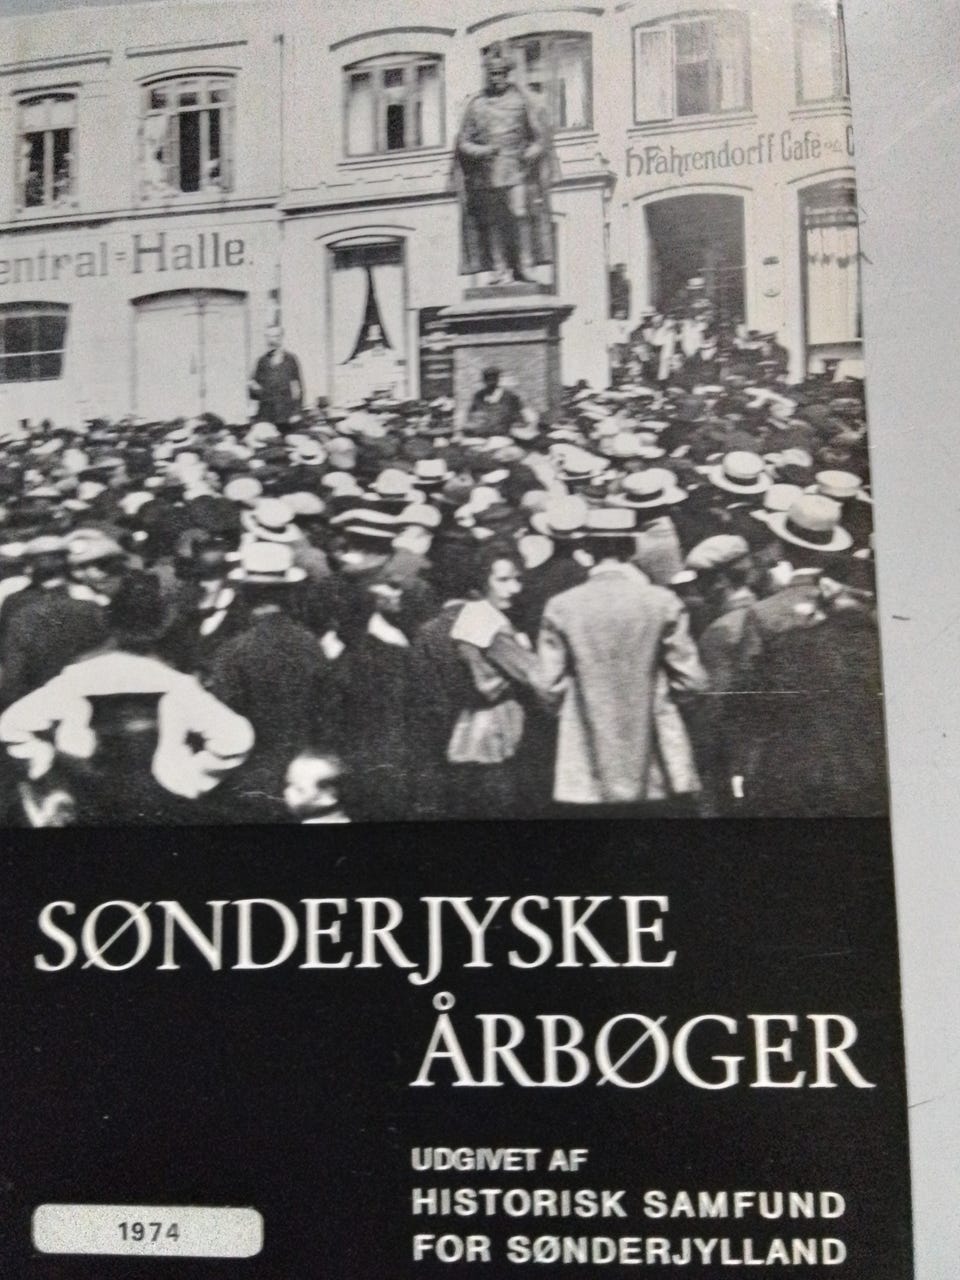 hFahrendorff Café
entral=Halle.
SØNDERJYSKE
ÅRBØGER
UDGIVET AF
HISTORISK SAMFUND
FOR SØNDERJYLLAND
1974